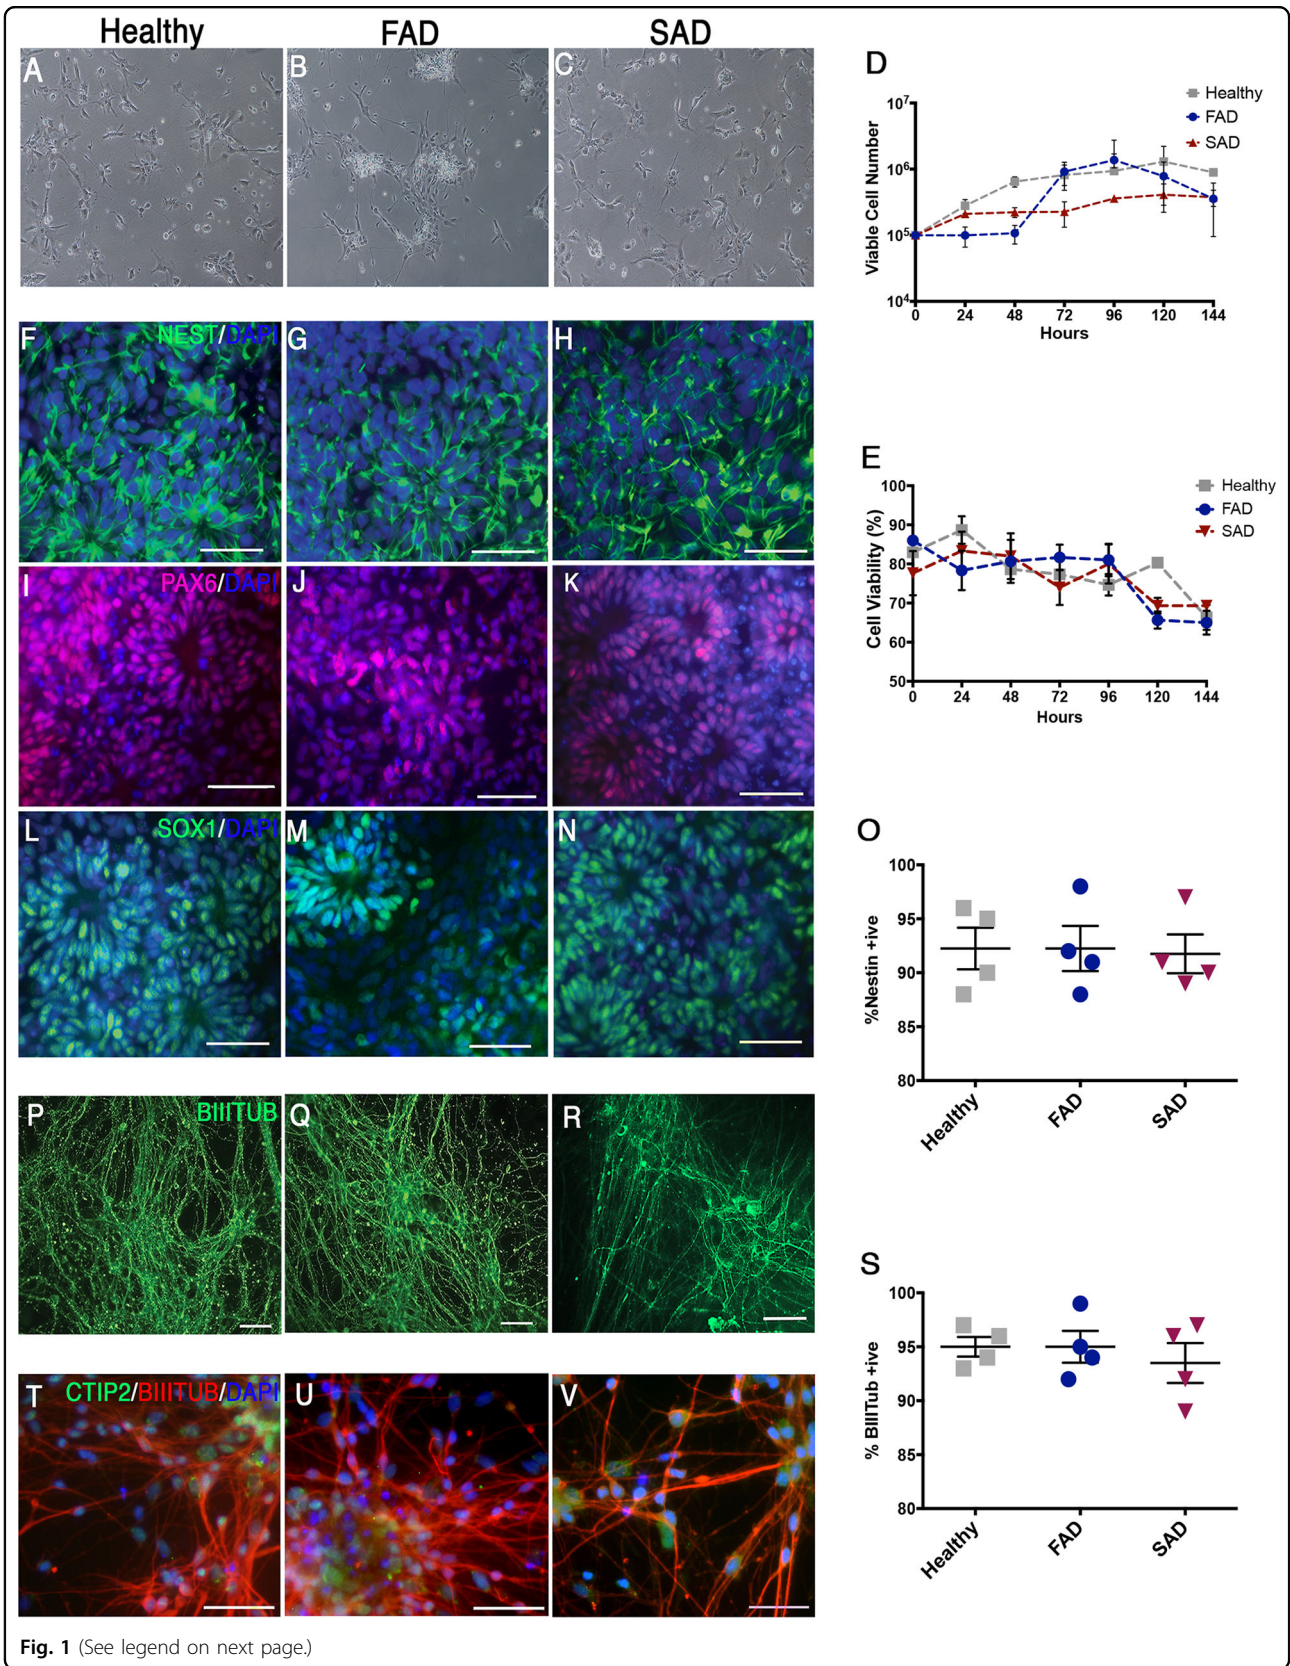 Healthy FAD SAD
A B C
D
Healthy
FAD
SAD
Viable Cell Number
10⁷
10⁶
10⁵
10⁴
0 24 48 72 96 120 144
Hours
F NEST/DAPI G H
E
Healthy
FAD
SAD
Cell Viability (%)
100
90
80
70
60
50
0 24 48 72 96 120 144
Hours
I PAX6/DAPI J K
L SOX1/DAPI M N
O
%Nestin +ive
100
95
90
85
80
Healthy FAD SAD
P BIIITUB Q R
S
% BIIITub +ive
100
95
90
85
80
Healthy FAD SAD
T CTIP2/BIIITUB/DAPI U V
Fig. 1 (See legend on next page.)